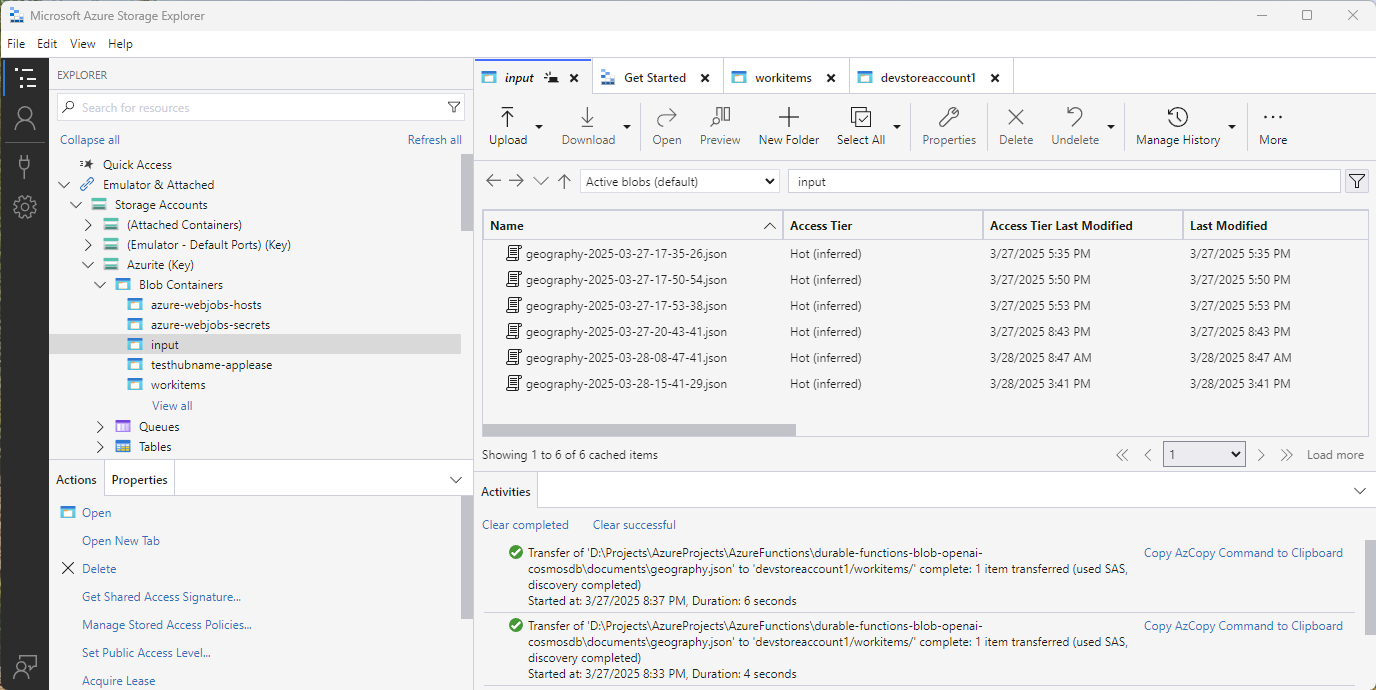 Microsoft Azure Storage Explorer
File Edit View Help
EXPLORER
Search for resources
Collapse all Refresh all
Quick Access
Emulator & Attached
Storage Accounts
(Attached Containers)
(Emulator - Default Ports) (Key)
Azurite (Key)
Blob Containers
azure-webjobs-hosts
azure-webjobs-secrets
input
testhubname-applease
workitems
View all
Queues
Tables
Actions Properties
Open
Open New Tab
Delete
Get Shared Access Signature...
Manage Stored Access Policies...
Set Public Access Level...
Acquire Lease
input Get Started workitems devstoreaccount1
Upload Download Open Preview New Folder Select All Properties Delete Undelete Manage History More
Active blobs (default) input
Name Access Tier Access Tier Last Modified Last Modified
geography-2025-03-27-17-35-26.json Hot (inferred) 3/27/2025 5:35 PM 3/27/2025 5:35 PM
geography-2025-03-27-17-50-54.json Hot (inferred) 3/27/2025 5:50 PM 3/27/2025 5:50 PM
geography-2025-03-27-17-53-38.json Hot (inferred) 3/27/2025 5:53 PM 3/27/2025 5:53 PM
geography-2025-03-27-20-43-41.json Hot (inferred) 3/27/2025 8:43 PM 3/27/2025 8:43 PM
geography-2025-03-28-08-47-41.json Hot (inferred) 3/28/2025 8:47 AM 3/28/2025 8:47 AM
geography-2025-03-28-15-41-29.json Hot (inferred) 3/28/2025 3:41 PM 3/28/2025 3:41 PM
Showing 1 to 6 of 6 cached items 1 Load more
Activities
Clear completed Clear successful
Transfer of 'D:\Projects\AzureProjects\AzureFunctions\durable-functions-blob-openai- Copy AzCopy Command to Clipboard
cosmosdb\documents\geography.json' to 'devstoreaccount1/workitems/' complete: 1 item transferred (used SAS,
discovery completed)
Started at: 3/27/2025 8:37 PM, Duration: 6 seconds
Transfer of 'D:\Projects\AzureProjects\AzureFunctions\durable-functions-blob-openai- Copy AzCopy Command to Clipboard
cosmosdb\documents\geography.json' to 'devstoreaccount1/workitems/' complete: 1 item transferred (used SAS,
discovery completed)
Started at: 3/27/2025 8:33 PM, Duration: 4 seconds